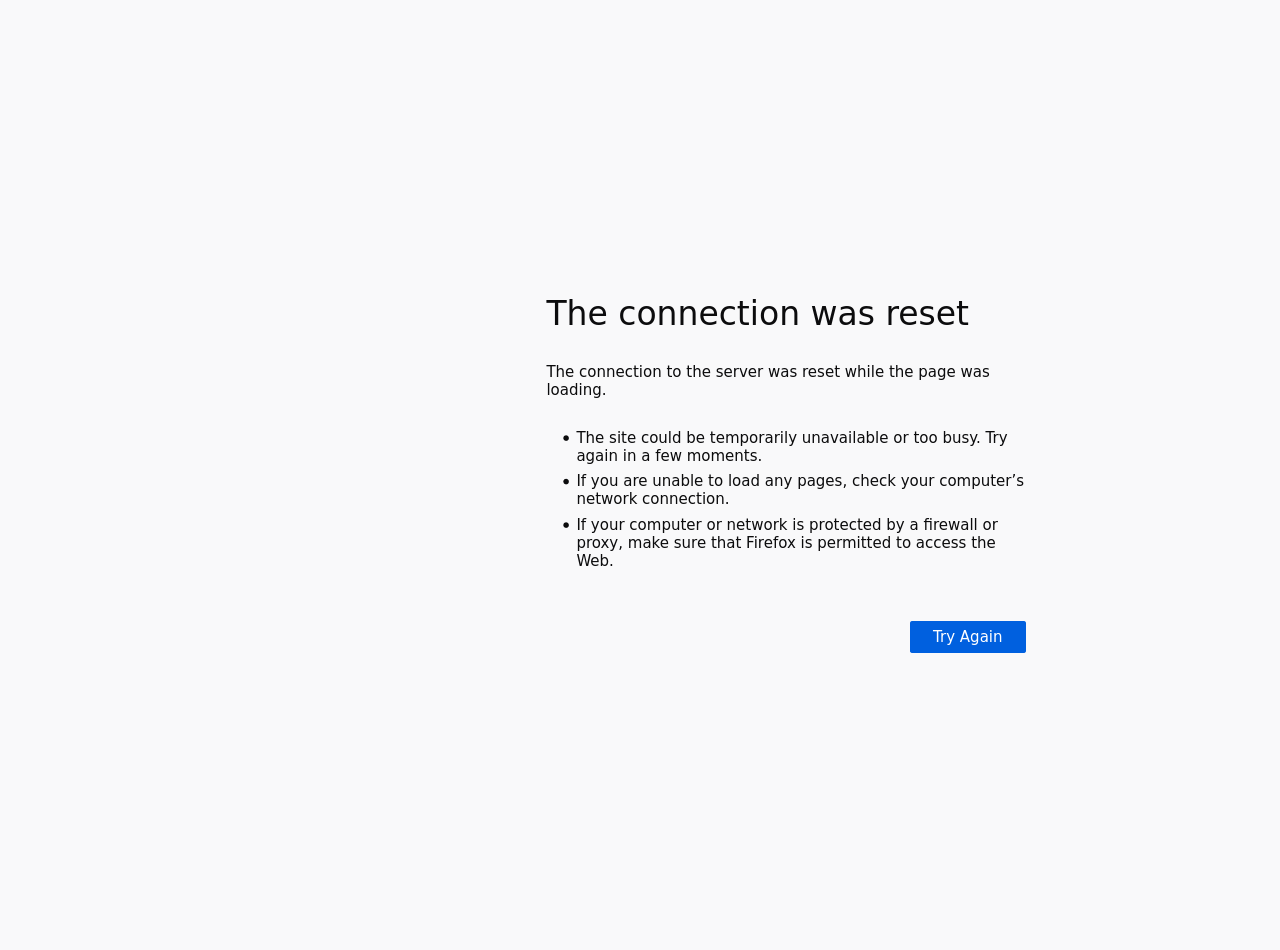 The connection was reset
The connection to the server was reset while the page was
loading.
• The site could be temporarily unavailable or too busy. Try
again in a few moments.
• If you are unable to load any pages, check your computer’s
network connection.
• If your computer or network is protected by a firewall or
proxy, make sure that Firefox is permitted to access the
Web.
Try Again